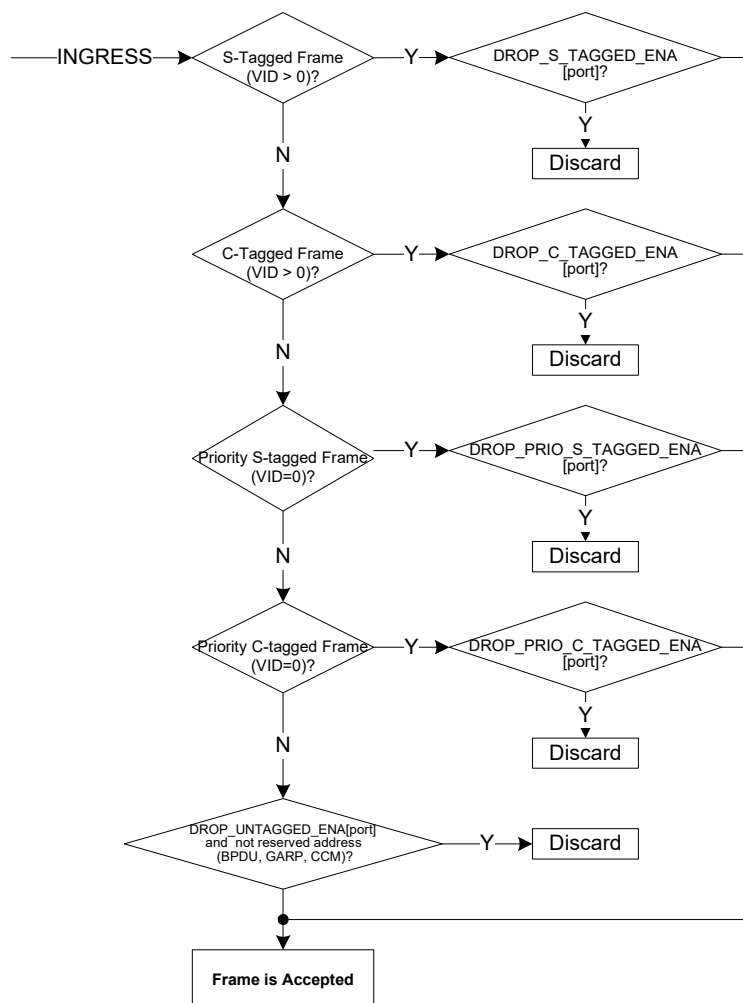 INGRESS
S-Tagged Frame
(VID > 0)?
Y
DROP_S_TAGGED_ENA
[port]?
Y
Discard
N
C-Tagged Frame
(VID > 0)?
Y
DROP_C_TAGGED_ENA
[port]?
Y
Discard
N
Priority S-tagged Frame
(VID=0)?
Y
DROP_PRIO_S_TAGGED_ENA
[port]?
Y
Discard
N
Priority C-tagged Frame
(VID=0)?
Y
DROP_PRIO_C_TAGGED_ENA
[port]?
Y
Discard
N
DROP_UNTAGGED_ENA[port]
and not reserved address
(BPDU, GARP, CCM)?
Y
Discard
Frame is Accepted